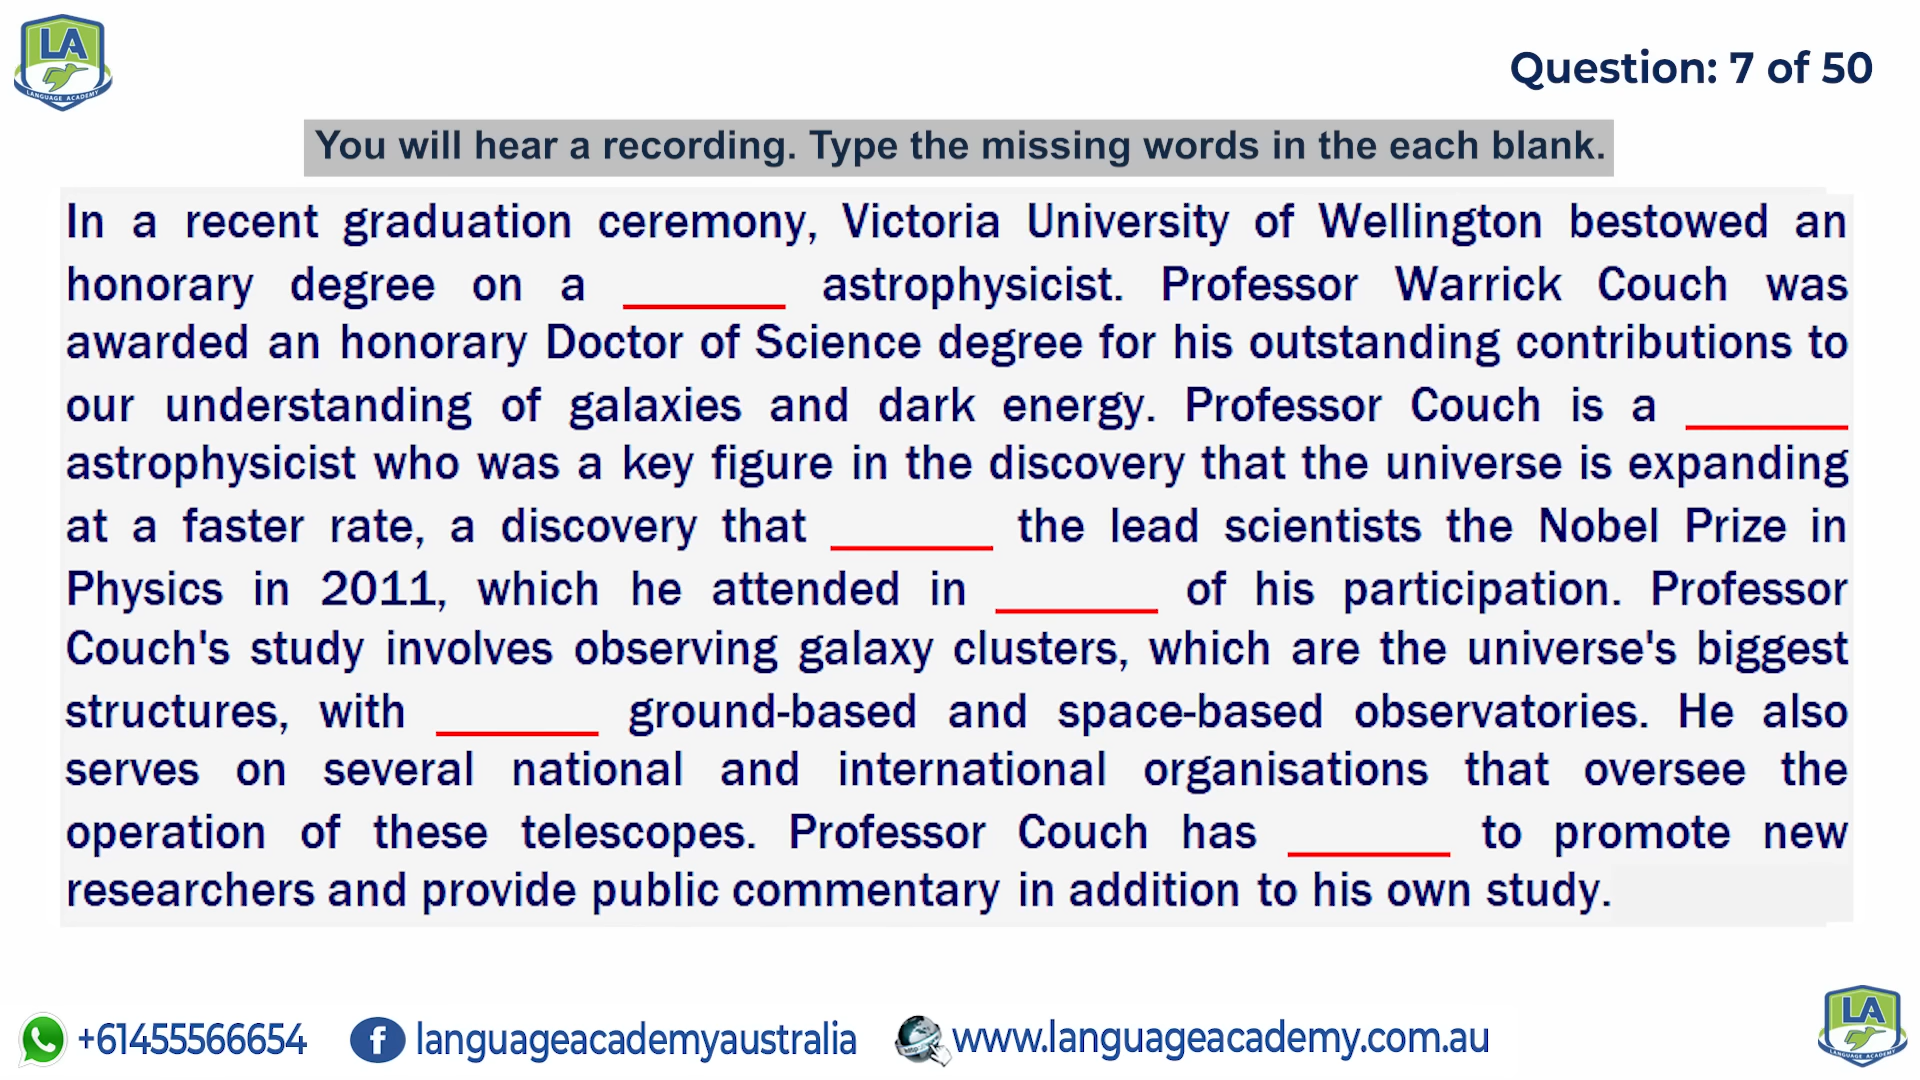 LA
LANGUAGE ACADEMY
Question: 7 of 50
You will hear a recording. Type the missing words in the each blank.
In a recent graduation ceremony, Victoria University of Wellington bestowed an
honorary degree on a ______ astrophysicist. Professor Warrick Couch was
awarded an honorary Doctor of Science degree for his outstanding contributions to
our understanding of galaxies and dark energy. Professor Couch is a ______
astrophysicist who was a key figure in the discovery that the universe is expanding
at a faster rate, a discovery that ______ the lead scientists the Nobel Prize in
Physics in 2011, which he attended in ______ of his participation. Professor
Couch's study involves observing galaxy clusters, which are the universe's biggest
structures, with ______ ground-based and space-based observatories. He also
serves on several national and international organisations that oversee the
operation of these telescopes. Professor Couch has ______ to promote new
researchers and provide public commentary in addition to his own study.
+61455566654 languageacademyaustralia http:// www.languageacademy.com.au
LA
LANGUAGE ACADEMY